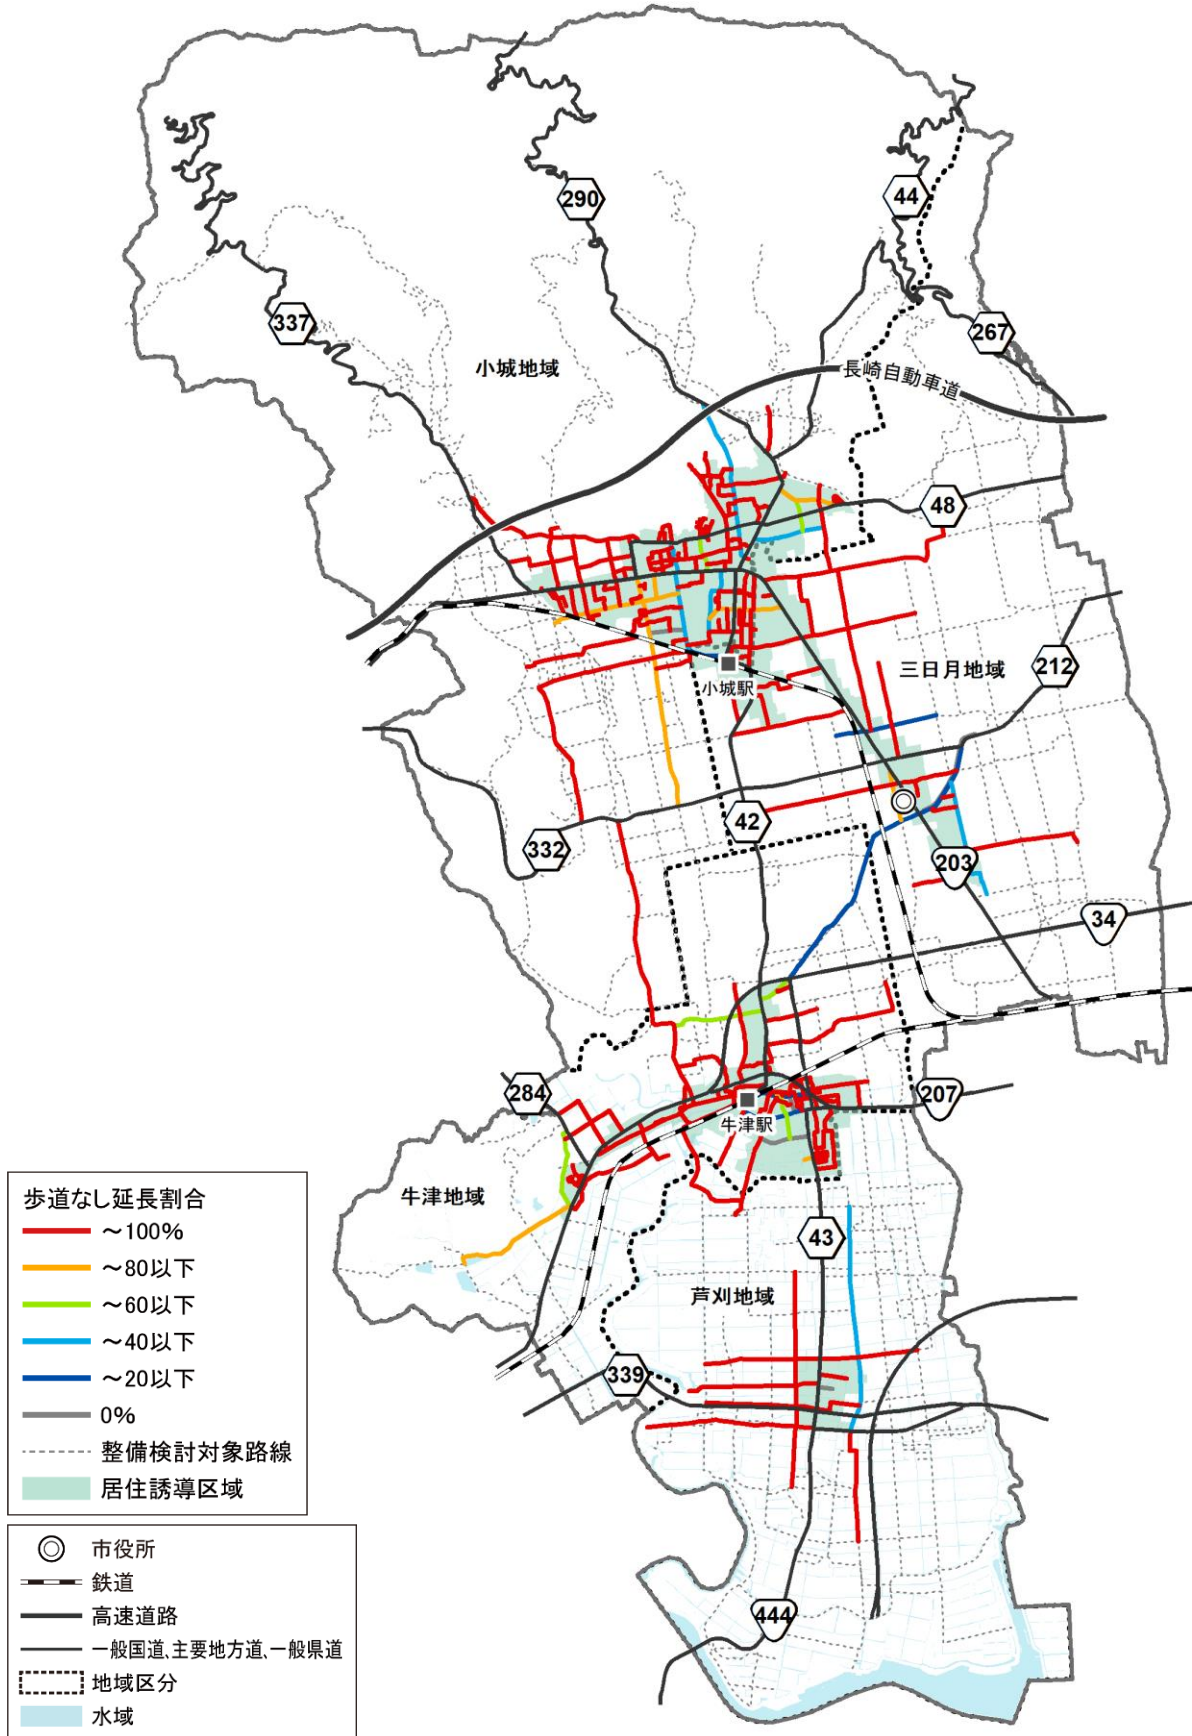 290
44
337
267
小城地域
長崎自動車道
48
三日月地域
212
小城駅
42
332
203
34
284
207
牛津駅
牛津地域
43
芦刈地域
339
444
歩道なし延長割合
～100%
～80以下
～60以下
～40以下
～20以下
0%
整備検討対象路線
居住誘導区域
市役所
鉄道
高速道路
一般国道、主要地方道、一般県道
地域区分
水域